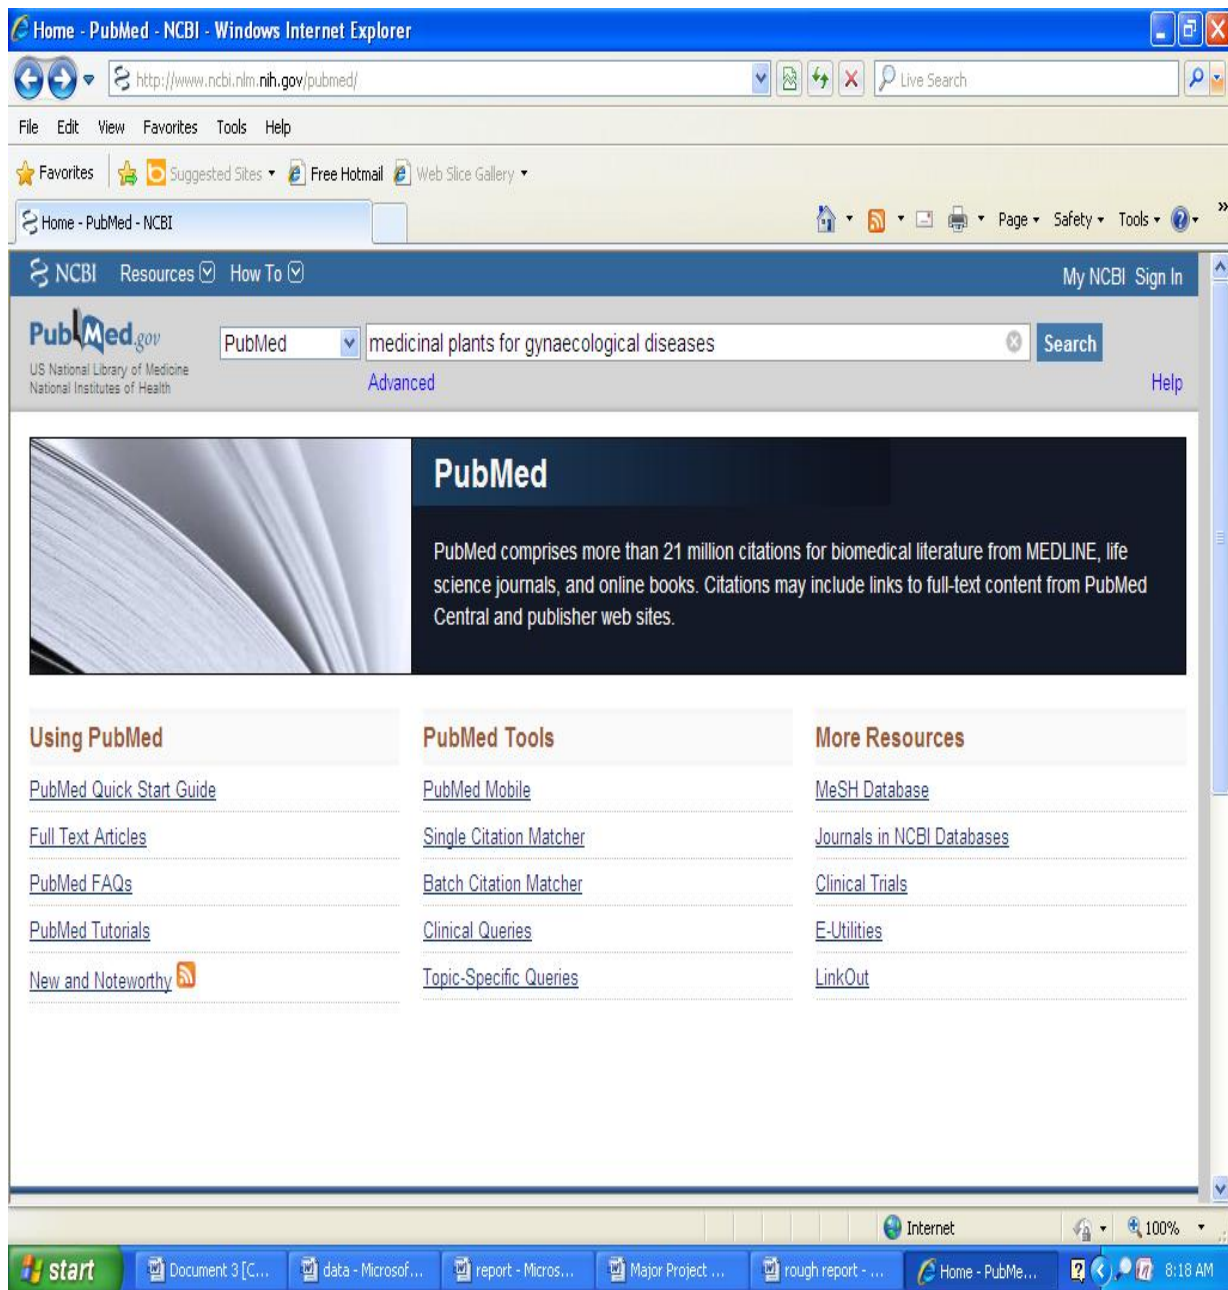 Home - PubMed - NCBI - Windows Internet Explorer
http://www.ncbi.nlm.nih.gov/pubmed/
Live Search
File Edit View Favorites Tools Help
Favorites Suggested Sites Free Hotmail Web Slice Gallery
Home - PubMed - NCBI
Page Safety Tools »
NCBI Resources How To My NCBI Sign In
PubMed.gov
US National Library of Medicine
National Institutes of Health
PubMed
medicinal plants for gynaecological diseases
Search
Advanced
Help
PubMed
PubMed comprises more than 21 million citations for biomedical literature from MEDLINE, life
science journals, and online books. Citations may include links to full-text content from PubMed
Central and publisher web sites.
Using PubMed
PubMed Quick Start Guide
Full Text Articles
PubMed FAQs
PubMed Tutorials
New and Noteworthy
PubMed Tools
PubMed Mobile
Single Citation Matcher
Batch Citation Matcher
Clinical Queries
Topic-Specific Queries
More Resources
MeSH Database
Journals in NCBI Databases
Clinical Trials
E-Utilities
LinkOut
Internet 100%
start Document 3 [C... data - Microsof... report - Micros... Major Project ... rough report - ... Home - PubMe... 8:18 AM